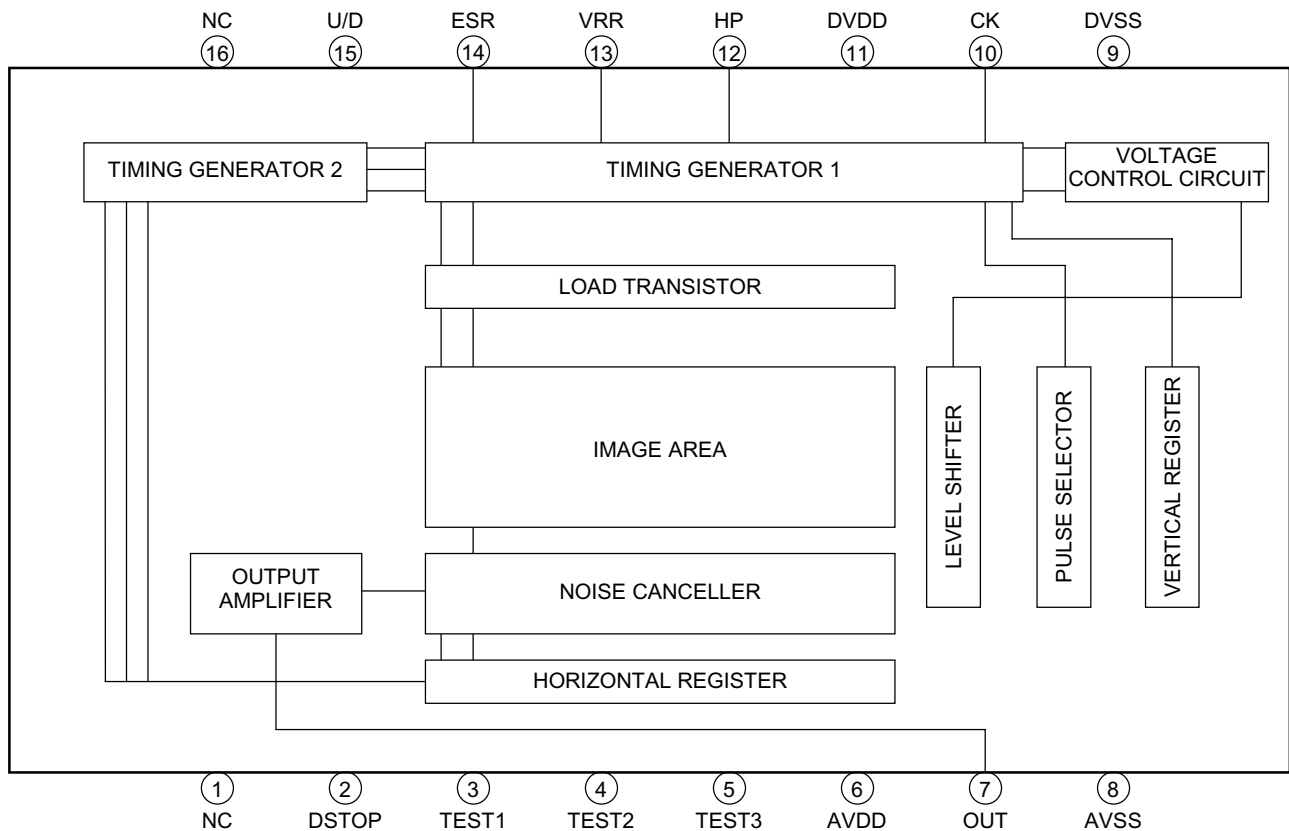 NC U/D ESR VRR HP DVDD CK DVSS
16 15 14 13 12 11 10 9
TIMING GENERATOR 2
TIMING GENERATOR 1
VOLTAGE
CONTROL CIRCUIT
LOAD TRANSISTOR
IMAGE AREA
LEVEL SHIFTER
PULSE SELECTOR
VERTICAL REGISTER
OUTPUT
AMPLIFIER
NOISE CANCELLER
HORIZONTAL REGISTER
1 2 3 4 5 6 7 8
NC DSTOP TEST1 TEST2 TEST3 AVDD OUT AVSS